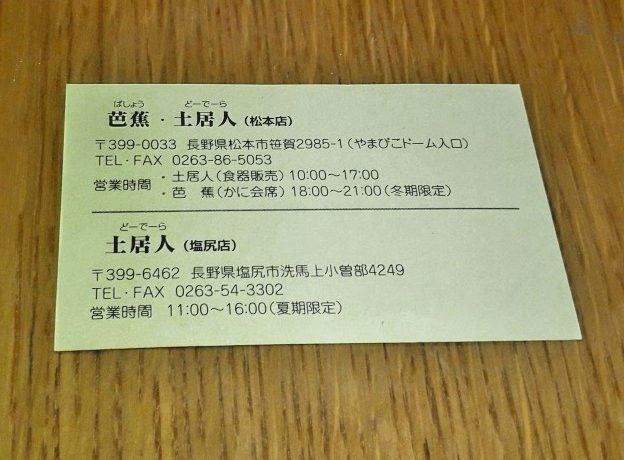 ばしょう どーでーら
芭蕉・土居人（松本店）
〒399-0033 長野県松本市笹賀2985-1（やまびこドーム入口）
TEL・FAX 0263-86-5053
営業時間 ・土居人（食器販売）10:00〜17:00
・芭 蕉（かに会席）18:00〜21:00（冬期限定）
どーでーら
土居人（塩尻店）
〒399-6462 長野県塩尻市洗馬上小曽部4249
TEL・FAX 0263-54-3302
営業時間 11:00〜16:00（夏期限定）